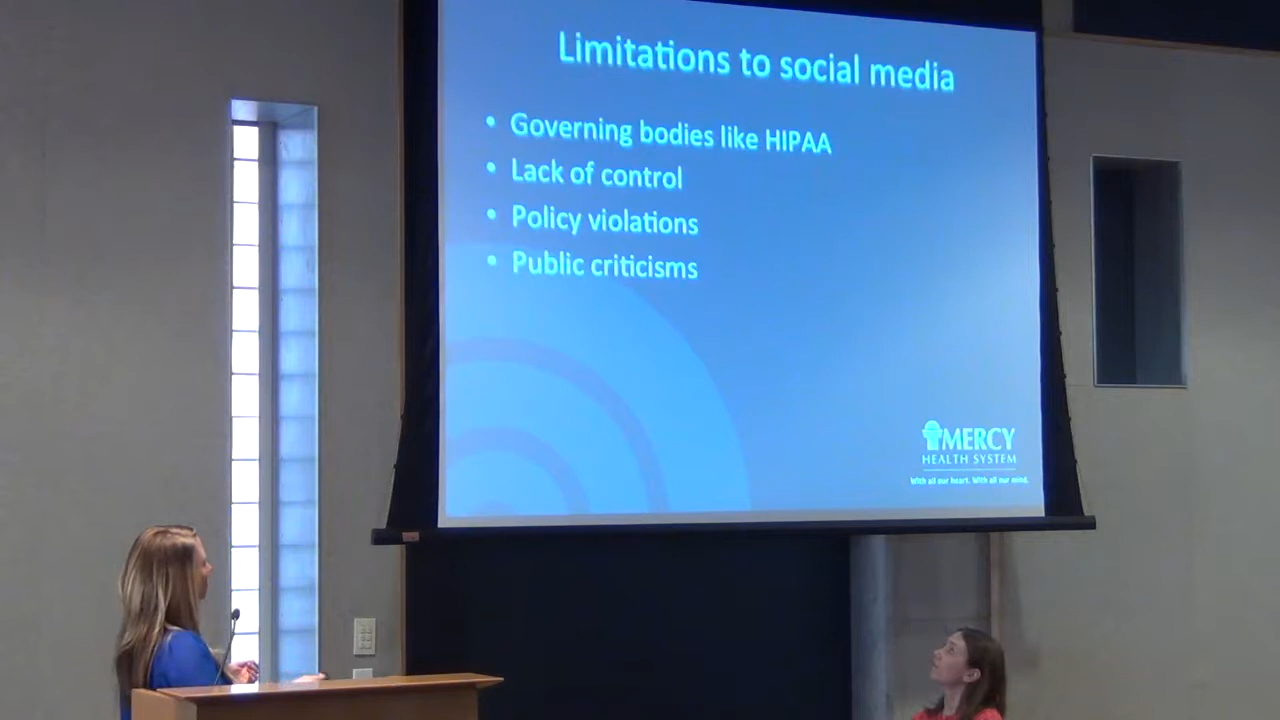 Limitations to social media
• Governing bodies like HIPAA
• Lack of control
• Policy violations
• Public criticisms
MERCY
HEALTH SYSTEM
With all our heart. With all our mind.